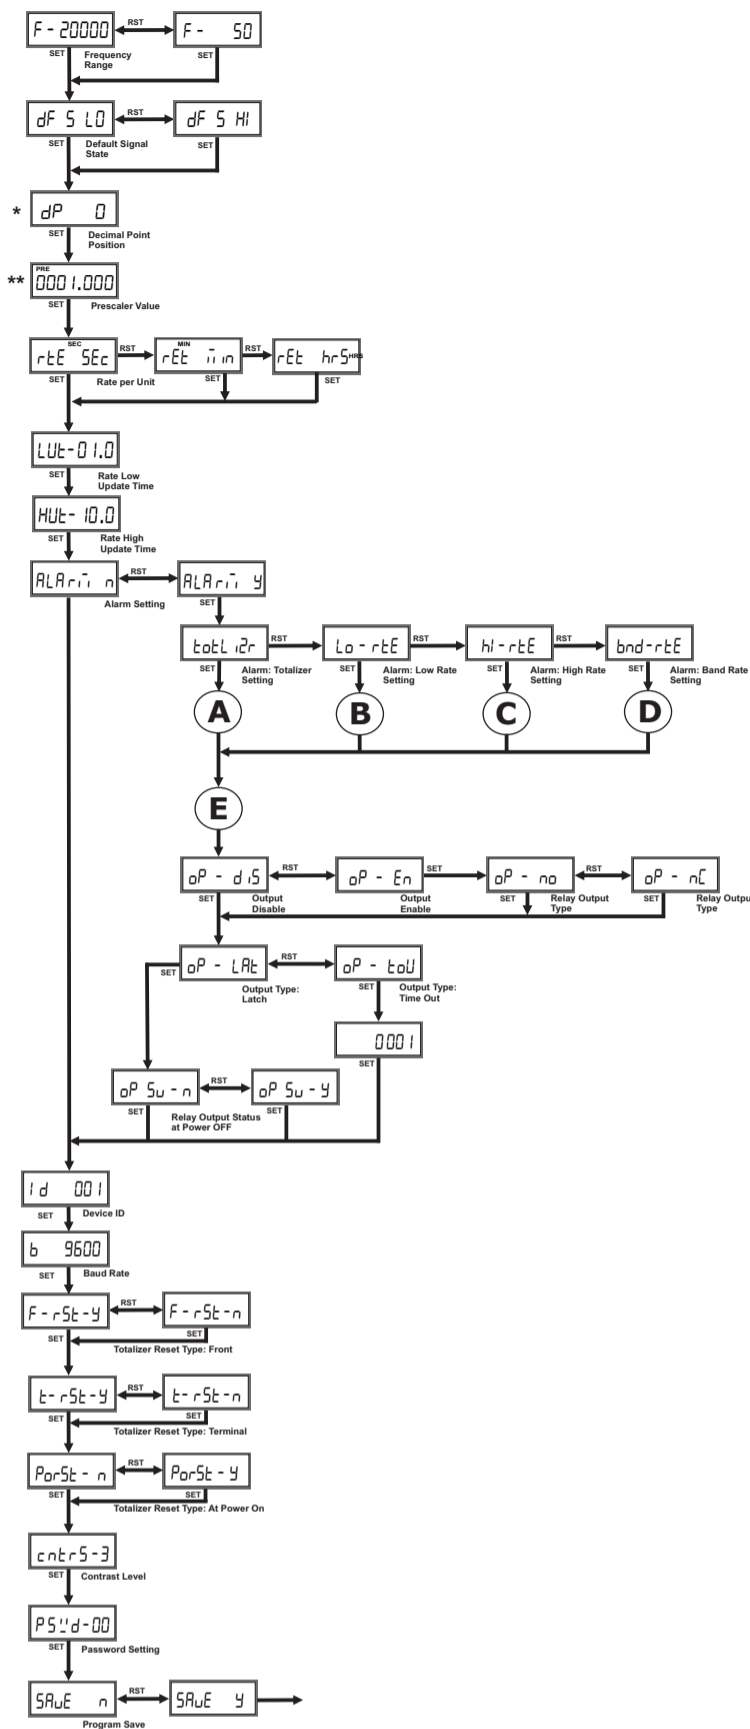 F - 20000 RST F - 50
SET Frequency Range SET
dF S LO RST dF S HI
SET Default Signal State SET
* dP 0
SET Decimal Point Position
** PRE 0001.000
SET Prescaler Value
SEC rtE SEc RST MIN rEt min RST rEt hrS HRS
SET Rate per Unit SET SET
LUt-01.0
SET Rate Low Update Time
HUt- 10.0
SET Rate High Update Time
ALArm n RST ALArm y
Alarm Setting SET
totLi2r RST Lo - rtE RST hI - rtE RST bnd-rtE
SET Alarm: Totalizer Setting SET Alarm: Low Rate Setting SET Alarm: High Rate Setting SET Alarm: Band Rate Setting
A B C D
E
oP - diS RST oP - En SET oP - no RST oP - nC
SET Output Disable Output Enable SET Relay Output Type SET Relay Outpu Type
SET oP - LAt RST oP - toU
Output Type: Latch SET Output Type: Time Out
0001
SET
oP Su - n RST oP Su - y
SET Relay Output Status at Power OFF SET
Id 001
SET Device ID
b 9600
SET Baud Rate
F - rSt - y RST F - rSt - n
SET SET
Totalizer Reset Type: Front
t - rSt - y RST t - rSt - n
SET SET
Totalizer Reset Type: Terminal
PorSt - n RST PorSt - y
SET SET
Totalizer Reset Type: At Power On
cntrS-3
SET Contrast Level
PSWd-00
SET Password Setting
SAuE n RST SAuE y
Program Save